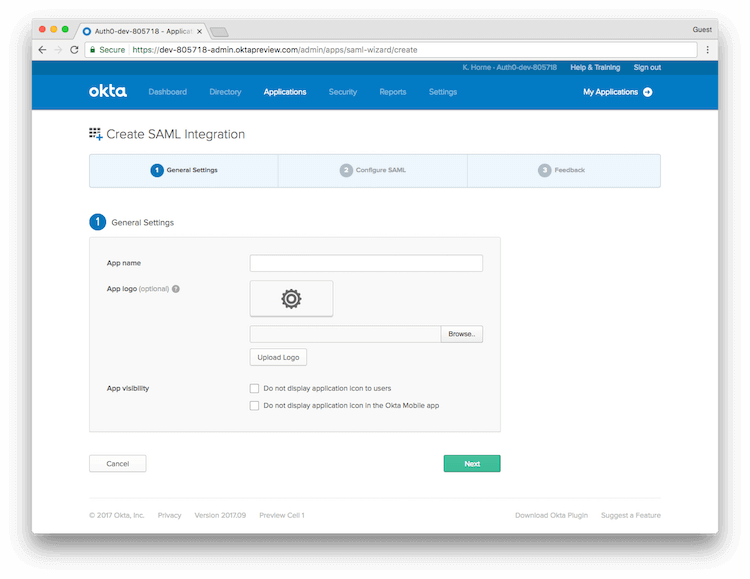 Auth0-dev-805718 - Applicat
Guest
Secure https://dev-805718-admin.oktapreview.com/admin/apps/saml-wizard/create
K. Home - Auth0-dev-805718 Help & Training Sign out
okta Dashboard Directory Applications Security Reports Settings My Applications
Create SAML Integration
1 General Settings 2 Configure SAML 3 Feedback
1 General Settings
App name
App logo (optional) ?
Browse..
Upload Logo
App visibility Do not display application icon to users
Do not display application icon in the Okta Mobile app
Cancel Next
© 2017 Okta, Inc. Privacy Version 2017.09 Preview Cell 1 Download Okta Plugin Suggest a Feature